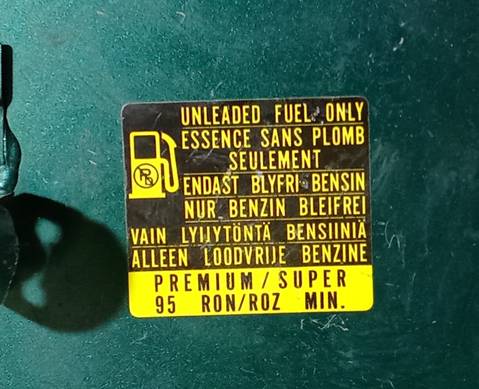 UNLEADED FUEL ONLY
ESSENCE SANS PLOMB
SEULEMENT
ENDAST BLYFRI BENSIN
NUR BENZIN BLEIFREI
VAIN LYIJYTÖNTÄ BENSIINIÄ
ALLEEN LOODVRIJE BENZINE
Pb
PREMIUM/SUPER
95 RON/ROZ MIN.